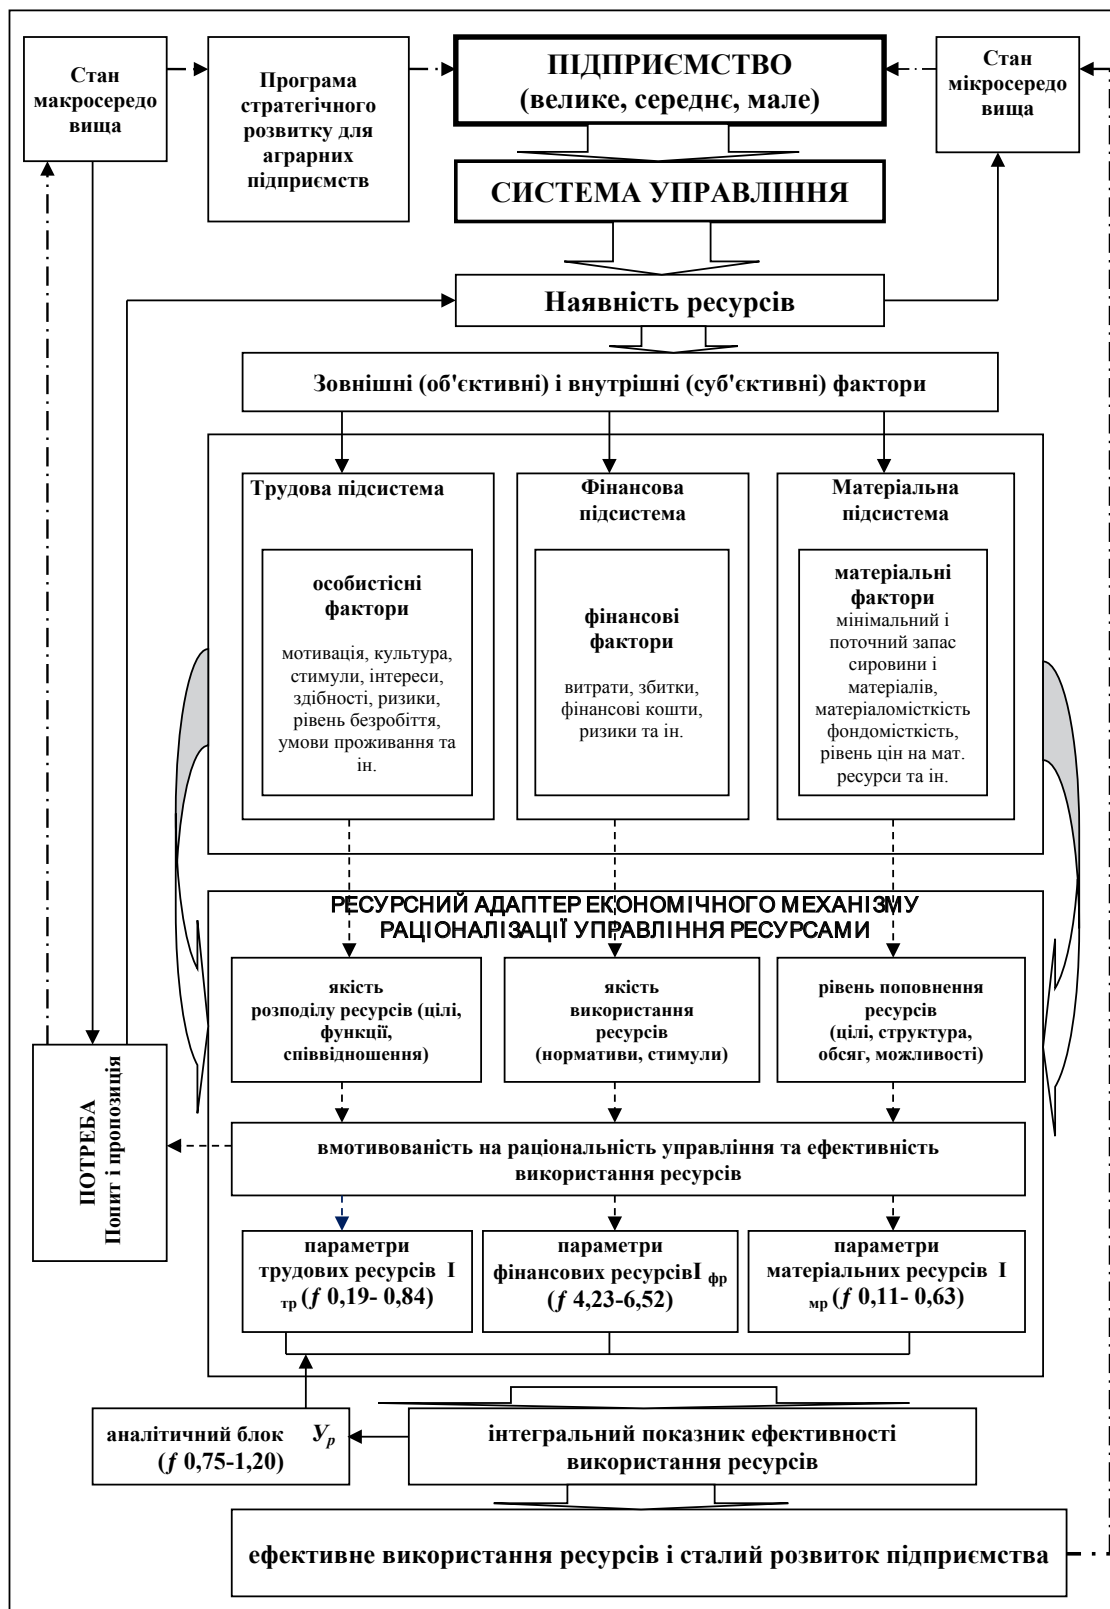 Стан
макросередо
вища
Програма
стратегічного
розвитку для
аграрних
підприємств
ПІДПРИЄМСТВО
(велике, середнє, мале)
Стан
мікросередо
вища
СИСТЕМА УПРАВЛІННЯ
Наявність ресурсів
Зовнішні (об'єктивні) і внутрішні (суб'єктивні) фактори
Трудова підсистема
особистісні
фактори
мотивація, культура,
стимули, інтереси,
здібності, ризики,
рівень безробіття,
умови проживання та
ін.
Фінансова
підсистема
фінансові
фактори
витрати, збитки,
фінансові кошти,
ризики та ін.
Матеріальна
підсистема
матеріальні
фактори
мінімальний і
поточний запас
сировини і
матеріалів,
матеріаломісткість
фондомісткість,
рівень цін на мат.
ресурси та ін.
РЕСУРСНИЙ АДАПТЕР ЕКОНОМІЧНОГО МЕХАНІЗМУ
РАЦІОНАЛІЗАЦІЇ УПРАВЛІННЯ РЕСУРСАМИ
якість
розподілу ресурсів (цілі,
функції,
співвідношення)
якість
використання
ресурсів
(нормативи, стимули)
рівень поповнення
ресурсів
(цілі, структура,
обсяг, можливості)
ПОТРЕБА
Попит і пропозиція
вмотивованість на раціональність управління та ефективність
використання ресурсів
параметри
трудових ресурсів І
тр (ƒ 0,19- 0,84)
параметри
фінансових ресурсівІ фр
(ƒ 4,23-6,52)
параметри
матеріальних ресурсів І
мр (ƒ 0,11- 0,63)
аналітичний блок Ур
(ƒ 0,75-1,20)
інтегральний показник ефективності
використання ресурсів
ефективне використання ресурсів і сталий розвиток підприємства